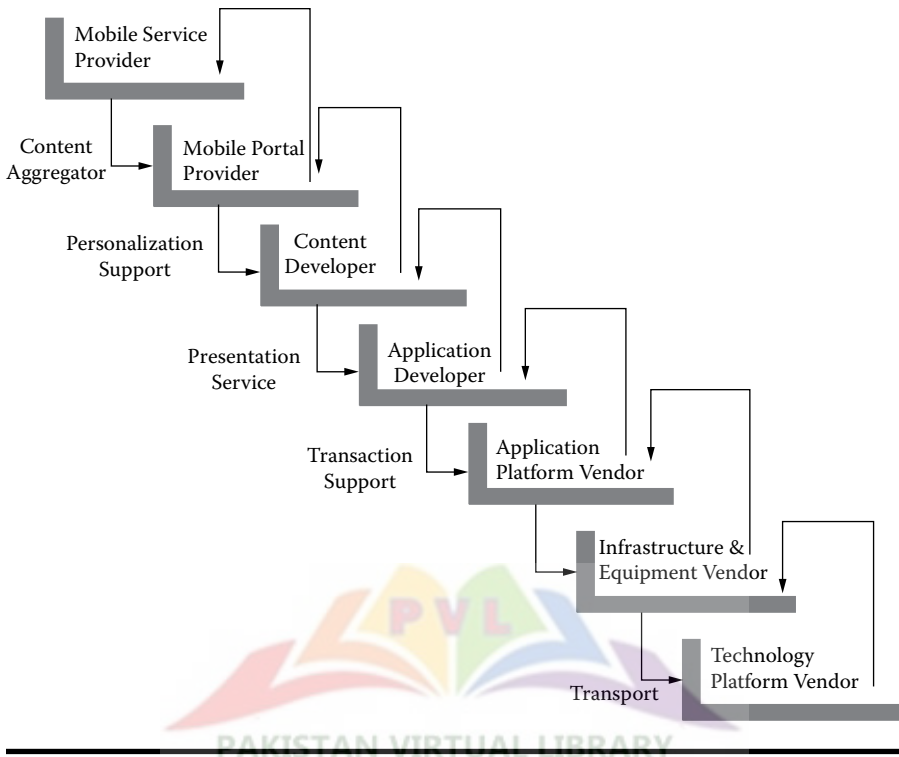 Mobile Service
Provider
Content
Aggregator
Mobile Portal
Provider
Personalization
Support
Content
Developer
Presentation
Service
Application
Developer
Transaction
Support
Application
Platform Vendor
Infrastructure &
Equipment Vendor
Transport
Technology
Platform Vendor
PVL
PAKISTAN VIRTUAL LIBRARY